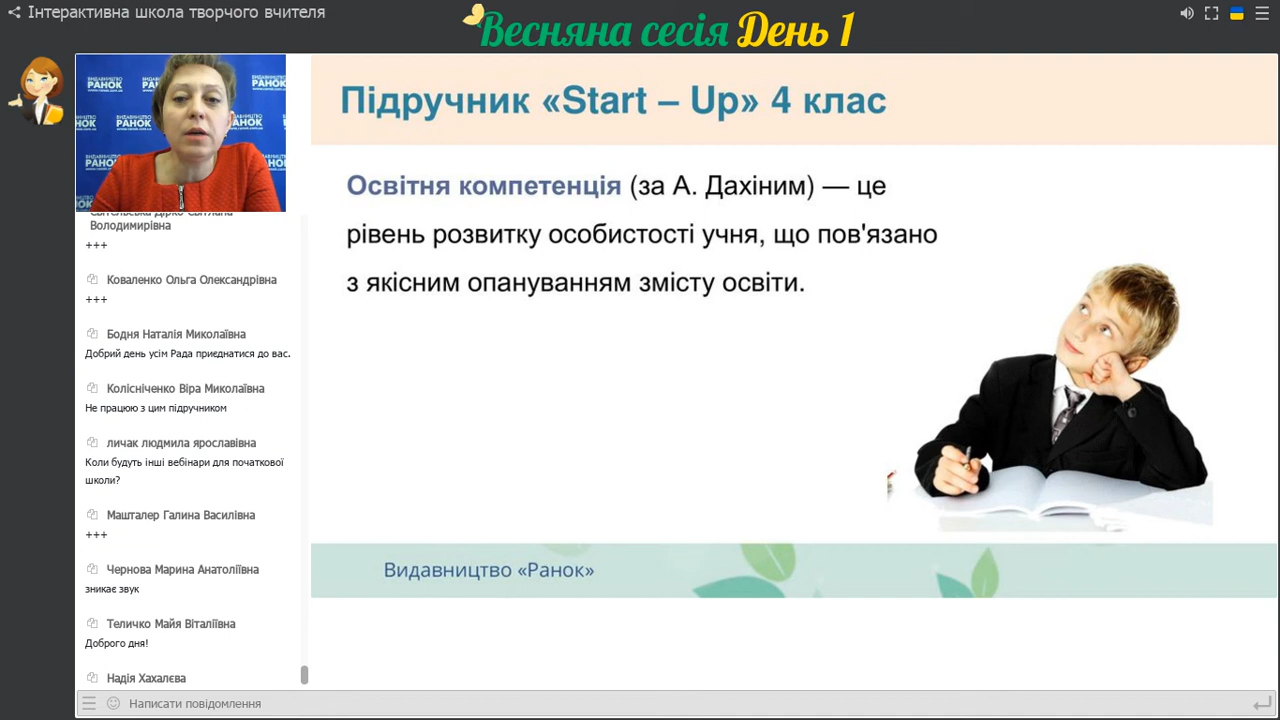 Інтерактивна школа творчого вчителя
Весняна сесія День 1
ВИДАВНИЦТВО
РАНОК
Підручник «Start – Up» 4 клас
Освітня компетенція (за А. Дахіним) — це
рівень розвитку особистості учня, що пов'язано
з якісним опануванням змісту освіти.
Видавництво «Ранок»
Володимирівна
+++
Коваленко Ольга Олександрівна
+++
Бодня Наталія Миколаївна
Добрий день усім Рада приєднатися до вас.
Колісніченко Віра Миколаївна
Не працюю з цим підручником
личак людмила ярославівна
Коли будуть інші вебінари для початкової
школи?
Машталер Галина Василівна
+++
Чернова Марина Анатоліївна
зникає звук
Теличко Майя Віталіївна
Доброго дня!
Надія Хахалєва
Написати повідомлення